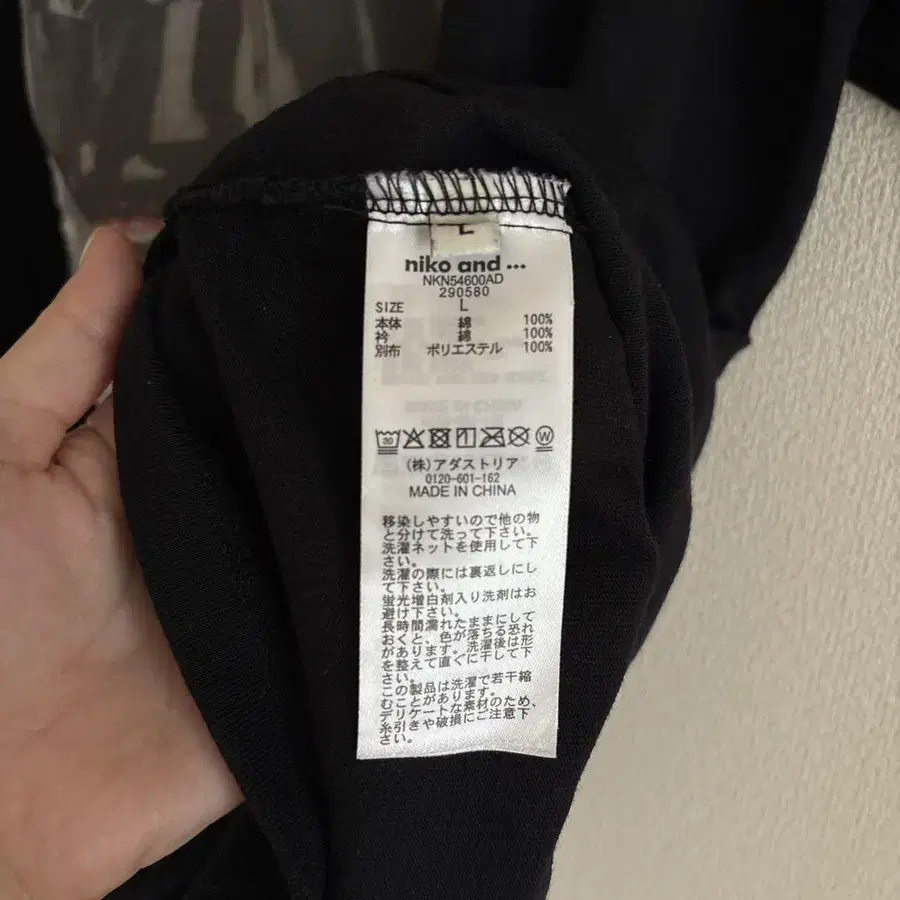 L
niko and ...
NKN54600AD
290580
SIZE L
本体 綿 100%
衿 綿 100%
別布 ポリエステル 100%
MADE IN CHINA
30
W
(株)アダストリア
0120-601-162
MADE IN CHINA
移染しやすいので他の物
と分けて洗って下さい。
洗濯ネットを使用して下
さい。
洗濯の際には裏返しにし
て下さい。
蛍光増白剤入り洗剤はお
避け下さい。
長時間濡れたままにして
おくと、色が落ちる恐れ
があります。洗濯後は形
を整えて直ぐに干して下
さい。
この製品は洗濯で若干縮
むことがあります。
デリケートな素材のため、
糸引きや破損にご注意下
さい。